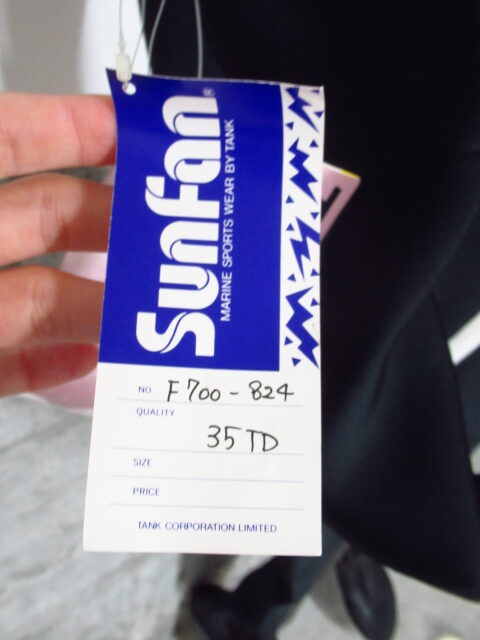 Sunfan®
MARINE SPORTS WEAR BY TANK
NO. F700-824
QUALITY
35TD
SIZE
PRICE
TANK CORPORATION LIMITED